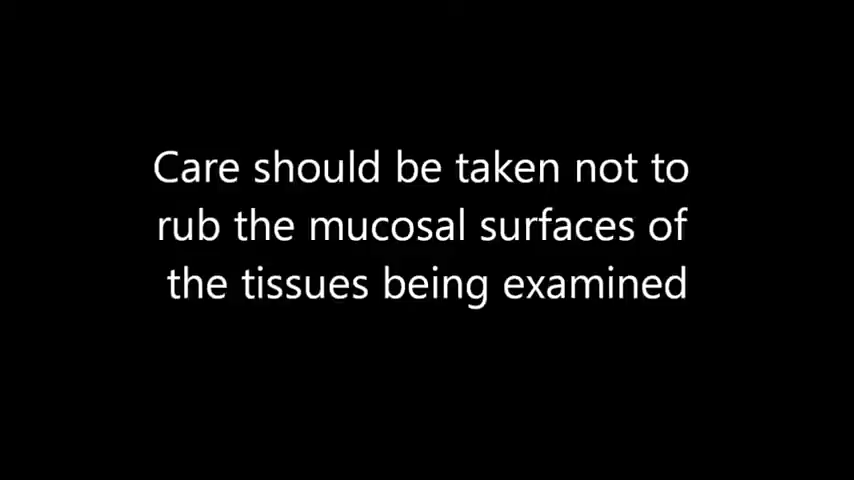 Care should be taken not to
rub the mucosal surfaces of
the tissues being examined